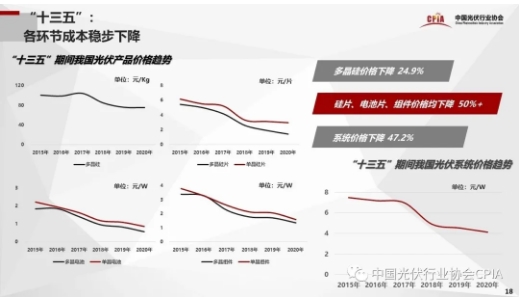 “十三五”：
各环节成本稳步下降
CPIA
中国光伏行业协会
“十三五”期间我国光伏产品价格趋势
单位：元/Kg
120
80
40
0
2015年 2016年 2017年 2018年 2019年 2020年
多晶硅
单位：元/片
8
6
4
2
0
2015年 2016年 2017年 2018年 2019年 2020年
多晶硅片 单晶硅片
单位：元/W
3
2
1
0
2015年 2016年 2017年 2018年 2019年 2020年
多晶电池 单晶电池
单位：元/W
4
3
2
1
0
2015年 2016年 2017年 2018年 2019年 2020年
多晶组件 单晶组件
多晶硅价格下降 24.9%
硅片、电池片、组件价格均下降 50%+
系统价格下降 47.2%
“十三五”期间我国光伏系统价格趋势
单位：元/W
8
6
4
2
0
2015年 2016年 2017年 2018年 2019年 2020年
中国光伏行业协会CPIA
18